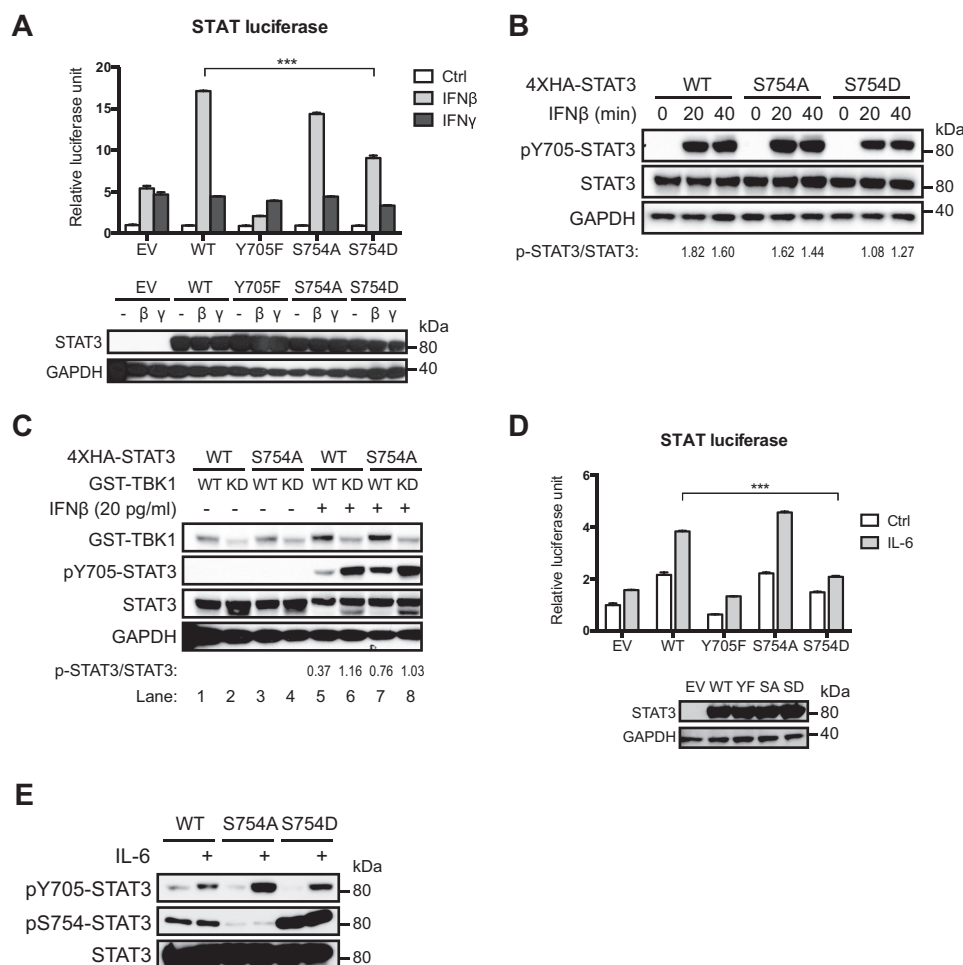 A
STAT luciferase
Relative luciferase unit
20
15
10
5
0
***
Ctrl
IFNβ
IFNγ
EV WT Y705F S754A S754D
EV WT Y705F S754A S754D
- β γ - β γ - β γ - β γ - β γ
kDa
STAT3 80
GAPDH 40
B
4XHA-STAT3 WT S754A S754D
IFNβ (min) 0 20 40 0 20 40 0 20 40
kDa
pY705-STAT3 80
STAT3 80
GAPDH 40
p-STAT3/STAT3: 1.82 1.60 1.62 1.44 1.08 1.27
C
4XHA-STAT3 WT S754A WT S754A
GST-TBK1 WT KD WT KD WT KD WT KD
IFNβ (20 pg/ml) - - - - + + + +
GST-TBK1
pY705-STAT3
STAT3
GAPDH
p-STAT3/STAT3: 0.37 1.16 0.76 1.03
Lane: 1 2 3 4 5 6 7 8
D
STAT luciferase
Relative luciferase unit
6
4
2
0
***
Ctrl
IL-6
EV WT Y705F S754A S754D
EV WT YF SA SD kDa
STAT3 80
GAPDH 40
E
WT S754A S754D
IL-6 + + +
kDa
pY705-STAT3 80
pS754-STAT3 80
STAT3 80